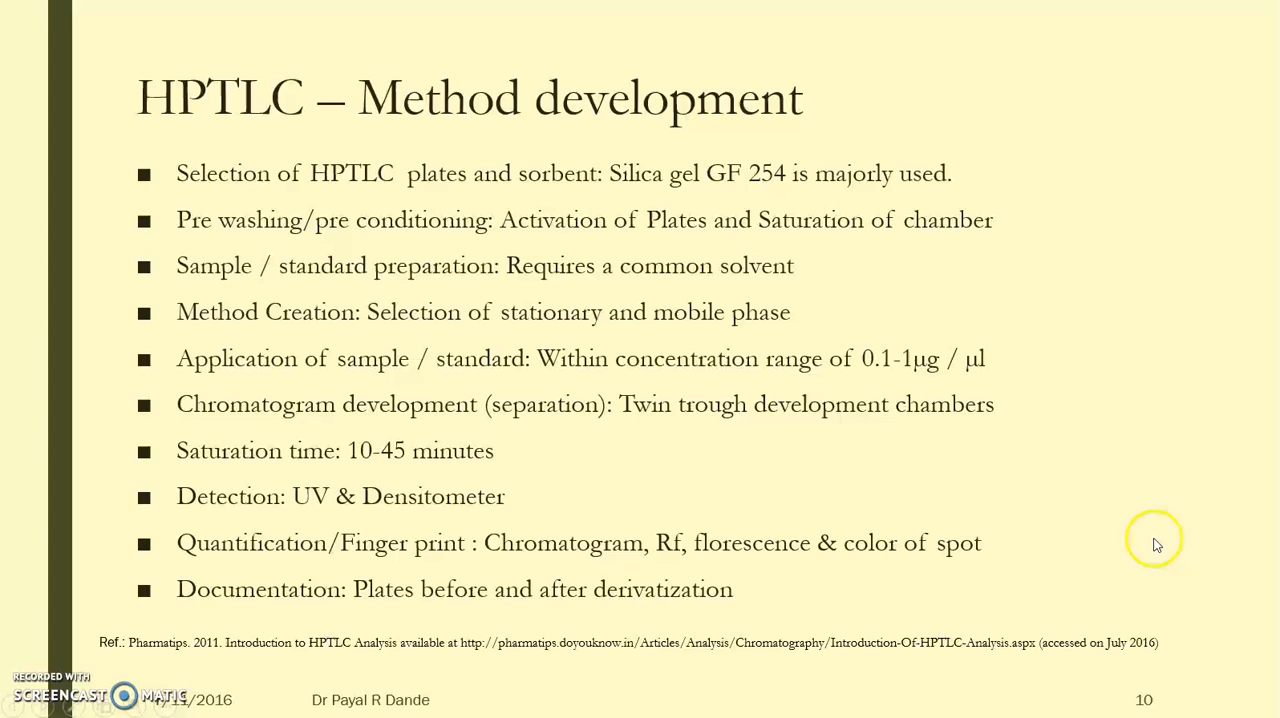 HPTLC – Method development
■ Selection of HPTLC plates and sorbent: Silica gel GF 254 is majorly used.
■ Pre washing/pre conditioning: Activation of Plates and Saturation of chamber
■ Sample / standard preparation: Requires a common solvent
■ Method Creation: Selection of stationary and mobile phase
■ Application of sample / standard: Within concentration range of 0.1-1µg / µl
■ Chromatogram development (separation): Twin trough development chambers
■ Saturation time: 10-45 minutes
■ Detection: UV & Densitometer
■ Quantification/Finger print : Chromatogram, Rf, florescence & color of spot
■ Documentation: Plates before and after derivatization
Ref.: Pharmatips. 2011. Introduction to HPTLC Analysis available at http://pharmatips.doyouknow.in/Articles/Analysis/Chromatography/Introduction-Of-HPTLC-Analysis.aspx (accessed on July 2016)
RECORDED WITH
SCREENCAST MATIC
/11/2016 Dr Payal R Dande 10